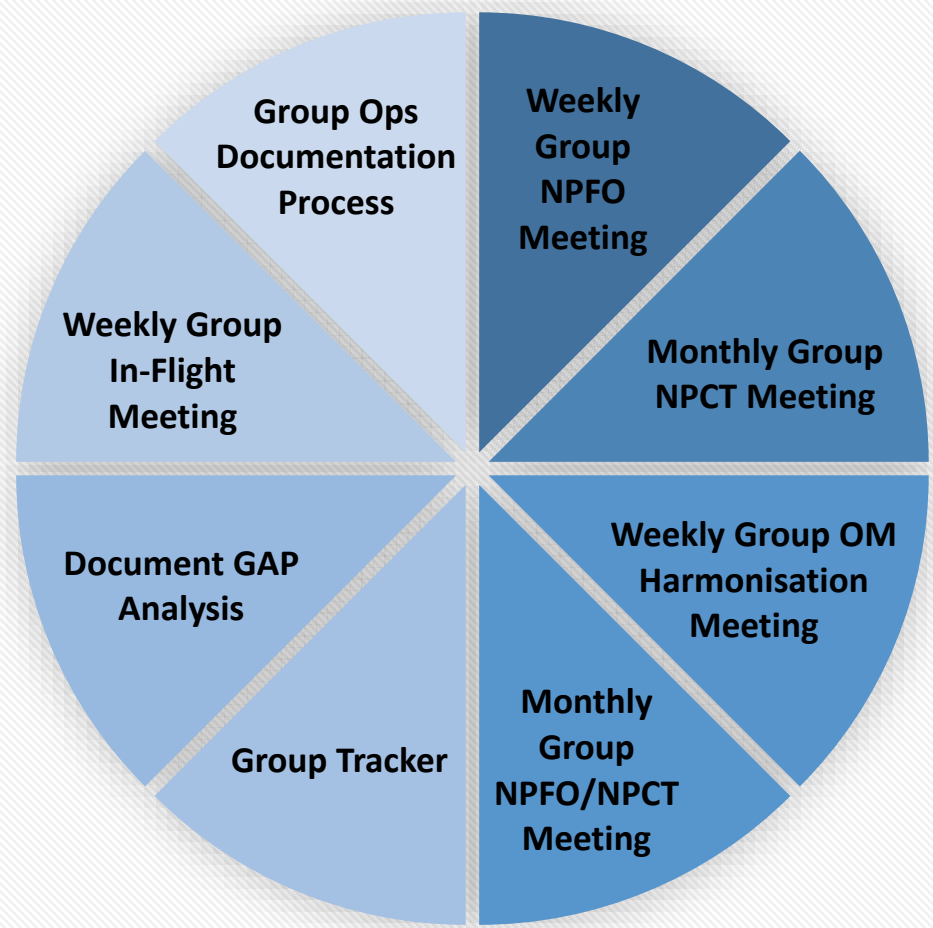 Group Ops
Documentation
Process
Weekly
Group
NPFO
Meeting
Monthly Group
NPCT Meeting
Weekly Group OM
Harmonisation
Meeting
Monthly
Group
NPFO/NPCT
Meeting
Group Tracker
Document GAP
Analysis
Weekly Group
In-Flight
Meeting